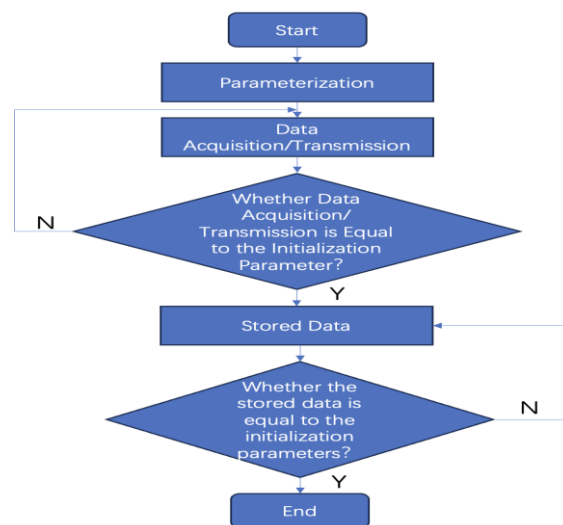 Start
Parameterization
Data
Acquisition/Transmission
Whether Data
Acquisition/
Transmission is Equal
to the Initialization
Parameter?
N
Y
Stored Data
Whether the
stored data is
equal to the
initialization
parameters?
N
Y
End